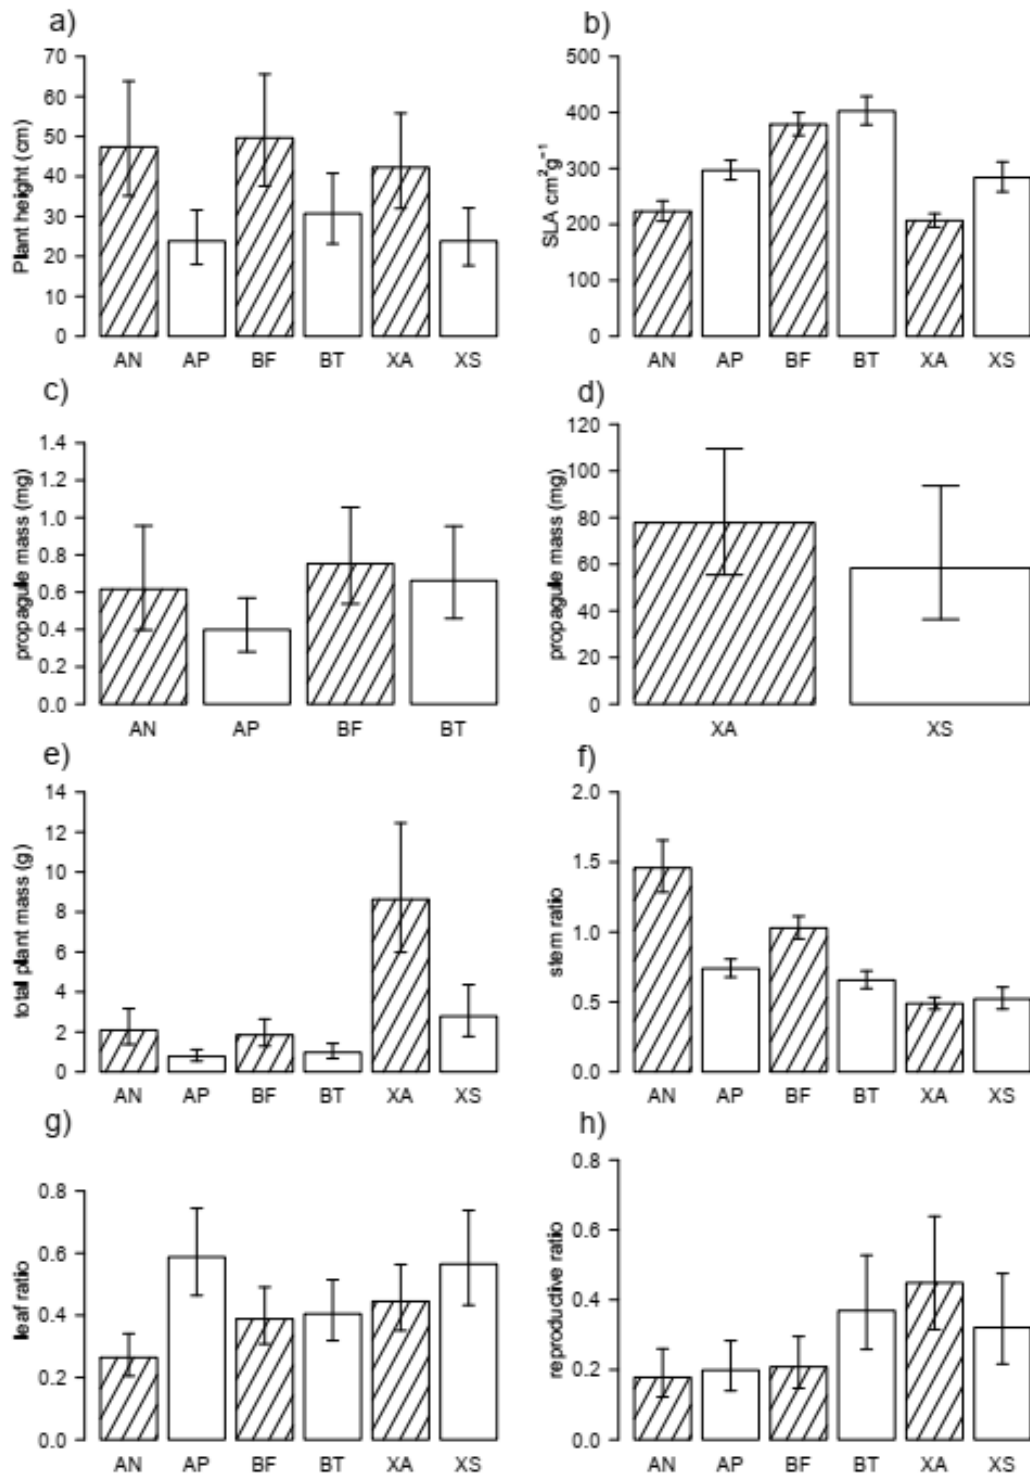 a)
Plant height (cm)
70
60
50
40
30
20
10
0
AN AP BF BT XA XS
b)
SLA cm²g⁻¹
500
400
300
200
100
0
AN AP BF BT XA XS
c)
propagule mass (mg)
1.4
1.2
1.0
0.8
0.6
0.4
0.2
0.0
AN AP BF BT
d)
propagule mass (mg)
120
100
80
60
40
20
0
XA XS
e)
total plant mass (g)
14
12
10
8
6
4
2
0
AN AP BF BT XA XS
f)
stem ratio
2.0
1.5
1.0
0.5
0.0
AN AP BF BT XA XS
g)
leaf ratio
0.8
0.6
0.4
0.2
0.0
AN AP BF BT XA XS
h)
reproductive ratio
0.8
0.6
0.4
0.2
0.0
AN AP BF BT XA XS